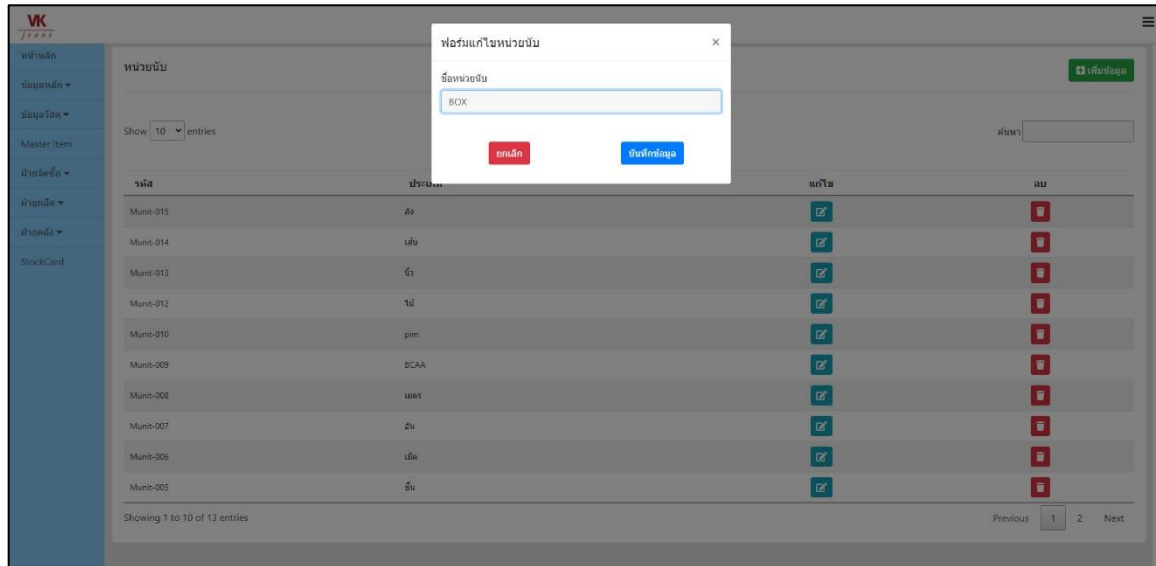 VK
jeans
หน้าหลัก
ข้อมูลหลัก
ข้อมูลวัสดุ
Master Item
ฝ่ายจัดซื้อ
ฝ่ายผลิต
ฝ่ายคลัง
StockCard
ฟอร์มแก้ไขหน่วยนับ ×
ชื่อหน่วยนับ
BOX
ยกเลิก บันทึกข้อมูล
หน่วยนับ เพิ่มข้อมูล
Show 10 entries ค้นหา
รหัส ประเภท แก้ไข ลบ
Munit-015 ลัง
Munit-014 เส้น
Munit-013 นิ้ว
Munit-012 ไม้
Munit-010 pim
Munit-009 BCAA
Munit-008 เมตร
Munit-007 อัน
Munit-006 เม็ด
Munit-005 ชิ้น
Showing 1 to 10 of 13 entries Previous 1 2 Next